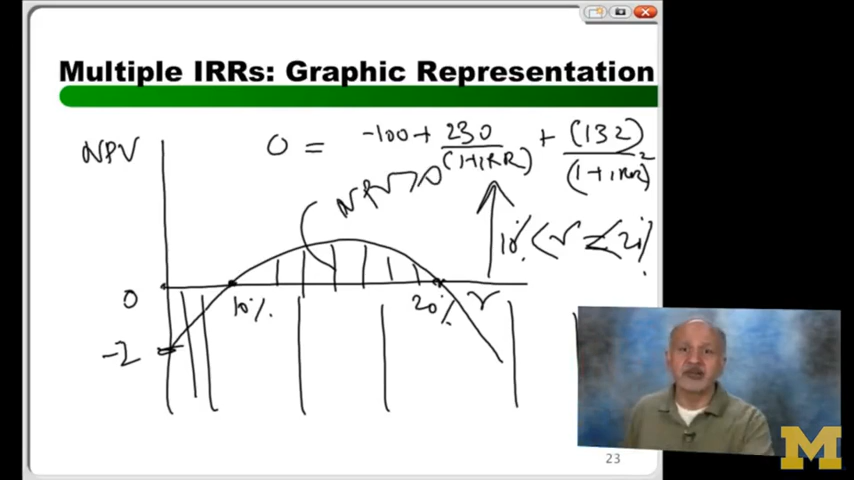 Multiple IRRs: Graphic Representation
NPV
0 = -100 + 230/(1+IRR) + (132)/(1+IRR)²
NPV > 0
10% < r < 20%
0
10%
20%
r
-2
M
23